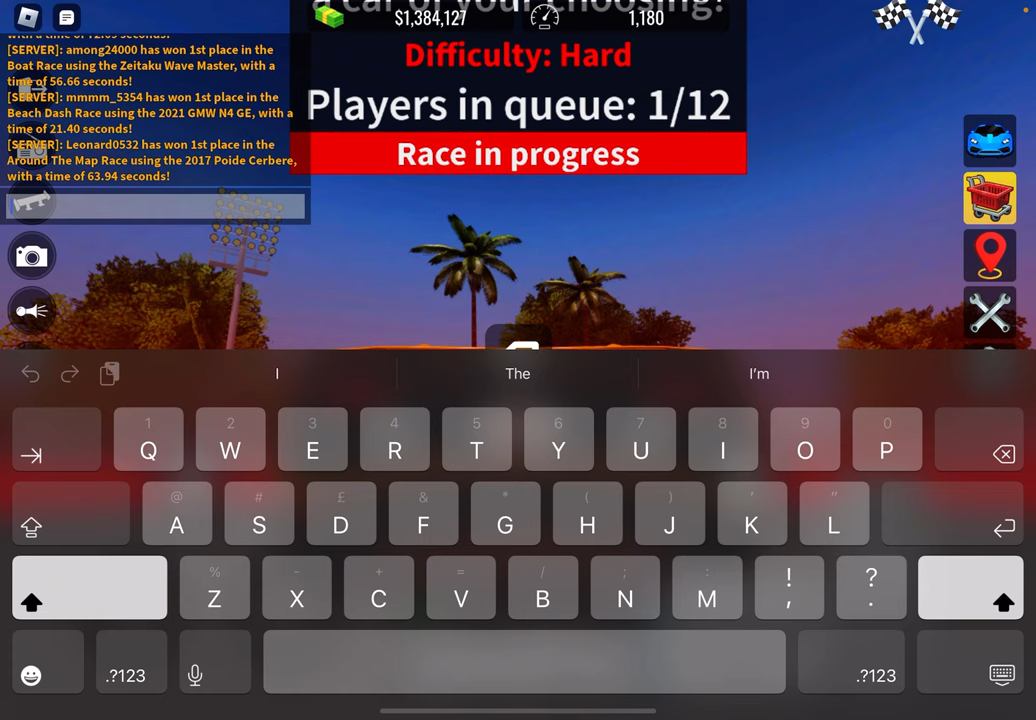 a car of your choosing!
$1,384,127
1,180
Difficulty: Hard
Players in queue: 1/12
Race in progress
[SERVER]: among24000 has won 1st place in the
Boat Race using the Zeitaku Wave Master, with a
time of 56.66 seconds!
[SERVER]: mmmm_5354 has won 1st place in the
Beach Dash Race using the 2021 GMW N4 GE, with a
time of 21.40 seconds!
[SERVER]: Leonard0532 has won 1st place in the
Around The Map Race using the 2017 Poide Cerbere,
with a time of 63.94 seconds!
I The I'm
1 2 3 4 5 6 7 8 9 0
Q W E R T Y U I O P
@ # £ & * ( ) ' "
A S D F G H J K L
% - + = / ; : ! ?
Z X C V B N M , .
.?123 .?123